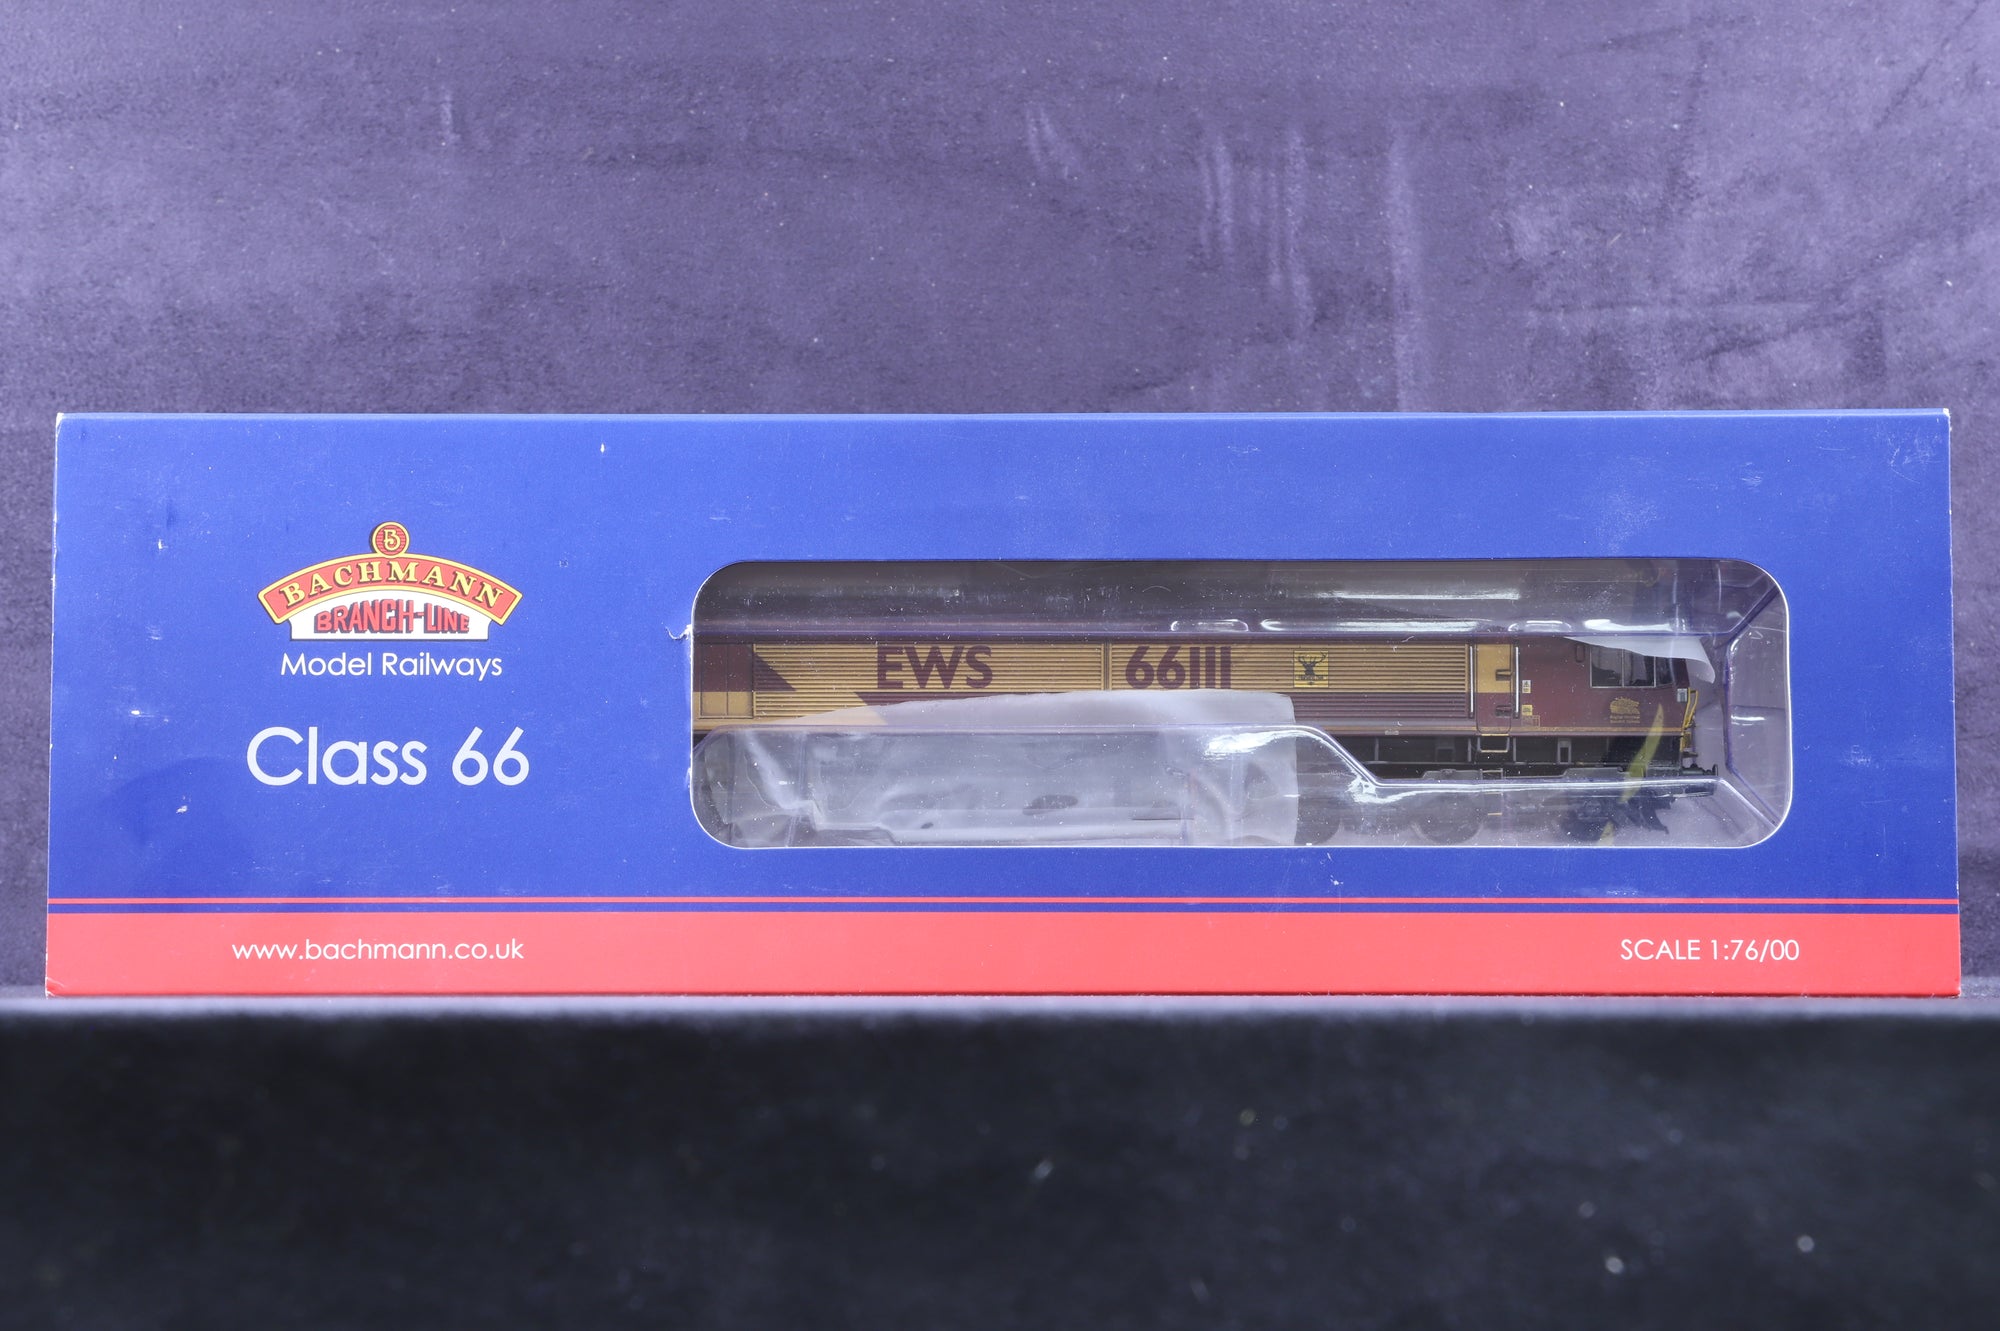 B
BACHMANN
BRANCH-LINE
Model Railways
Class 66
EWS 66111
www.bachmann.co.uk
SCALE 1:76/00